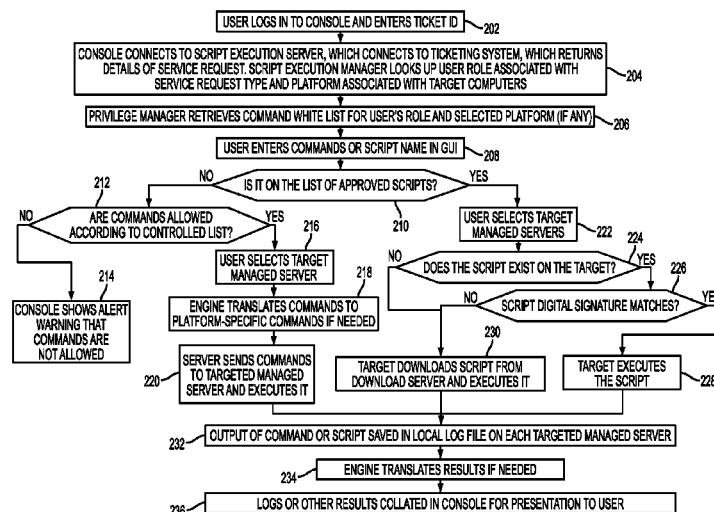 USER LOGS IN TO CONSOLE AND ENTERS TICKET ID
202
CONSOLE CONNECTS TO SCRIPT EXECUTION SERVER, WHICH CONNECTS TO TICKETING SYSTEM, WHICH RETURNS
DETAILS OF SERVICE REQUEST. SCRIPT EXECUTION MANAGER LOOKS UP USER ROLE ASSOCIATED WITH
SERVICE REQUEST TYPE AND PLATFORM ASSOCIATED WITH TARGET COMPUTERS
204
PRIVILEGE MANAGER RETRIEVES COMMAND WHITE LIST FOR USER'S ROLE AND SELECTED PLATFORM (IF ANY)
206
USER ENTERS COMMANDS OR SCRIPT NAME IN GUI
208
NO
IS IT ON THE LIST OF APPROVED SCRIPTS?
YES
210
212
NO
ARE COMMANDS ALLOWED
ACCORDING TO CONTROLLED LIST?
YES
214
CONSOLE SHOWS ALERT
WARNING THAT
COMMANDS ARE
NOT ALLOWED
216
USER SELECTS TARGET
MANAGED SERVER
218
ENGINE TRANSLATES COMMANDS TO
PLATFORM-SPECIFIC COMMANDS IF NEEDED
220
SERVER SENDS COMMANDS
TO TARGETED MANAGED
SERVER AND EXECUTES IT
USER SELECTS TARGET
MANAGED SERVERS
222
224
NO
DOES THE SCRIPT EXIST ON THE TARGET?
YES
226
NO
SCRIPT DIGITAL SIGNATURE MATCHES?
YES
230
TARGET DOWNLOADS SCRIPT FROM
DOWNLOAD SERVER AND EXECUTES IT
TARGET EXECUTES
THE SCRIPT
228
232
OUTPUT OF COMMAND OR SCRIPT SAVED IN LOCAL LOG FILE ON EACH TARGETED MANAGED SERVER
234
ENGINE TRANSLATES RESULTS IF NEEDED
236
LOGS OR OTHER RESULTS COLLATED IN CONSOLE FOR PRESENTATION TO USER